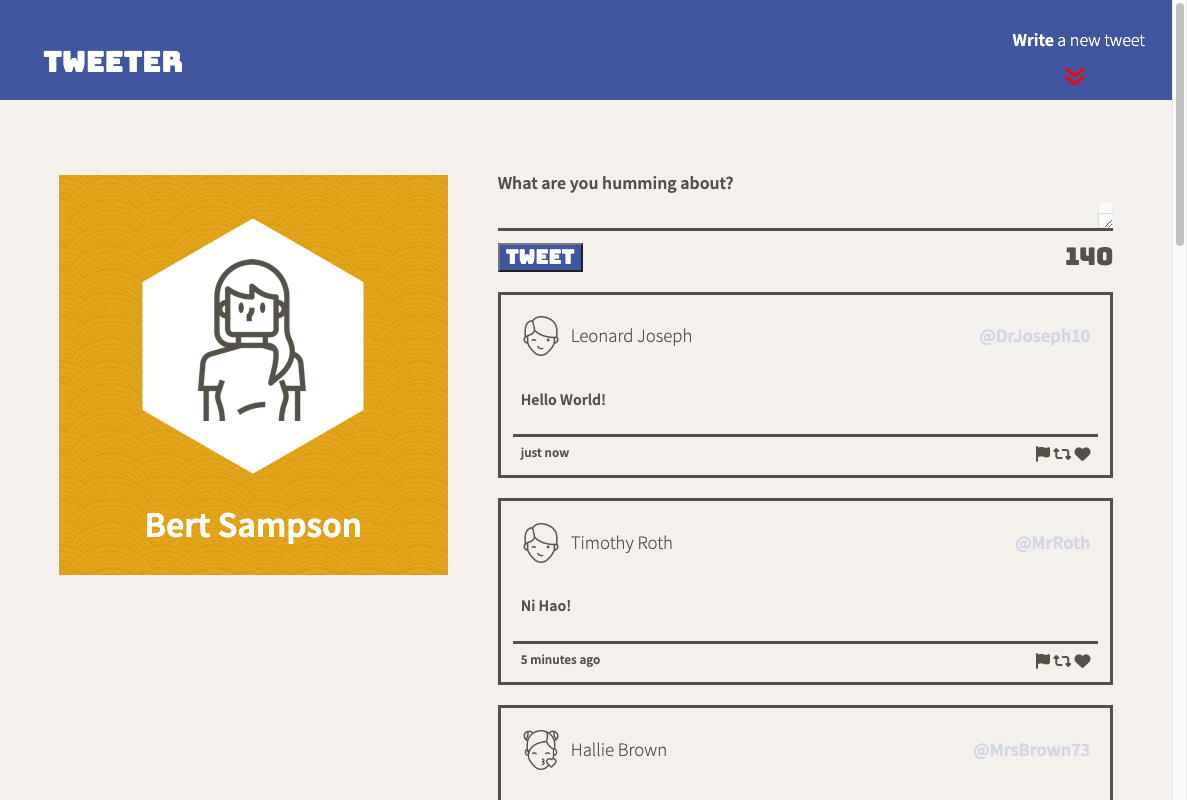 TWEETER
Write a new tweet
Bert Sampson
What are you humming about?
TWEET
140
Leonard Joseph
@DrJoseph10
Hello World!
just now
Timothy Roth
@MrRoth
Ni Hao!
5 minutes ago
Hallie Brown
@MrsBrown73